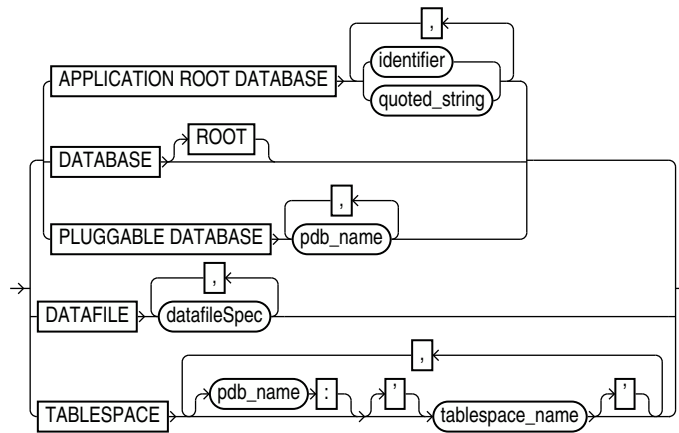 ,
identifier
APPLICATION ROOT DATABASE
quoted_string
ROOT
DATABASE
,
PLUGGABLE DATABASE pdb_name
,
DATAFILE datafileSpec
,
pdb_name : ' '
TABLESPACE tablespace_name